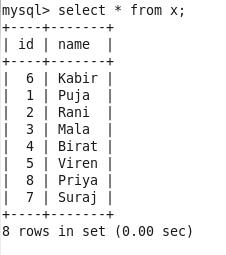 mysql> select * from x;
+----+-------+
| id | name  |
+----+-------+
|  6 | Kabir |
|  1 | Puja  |
|  2 | Rani  |
|  3 | Mala  |
|  4 | Birat |
|  5 | Viren |
|  8 | Priya |
|  7 | Suraj |
+----+-------+
8 rows in set (0.00 sec)